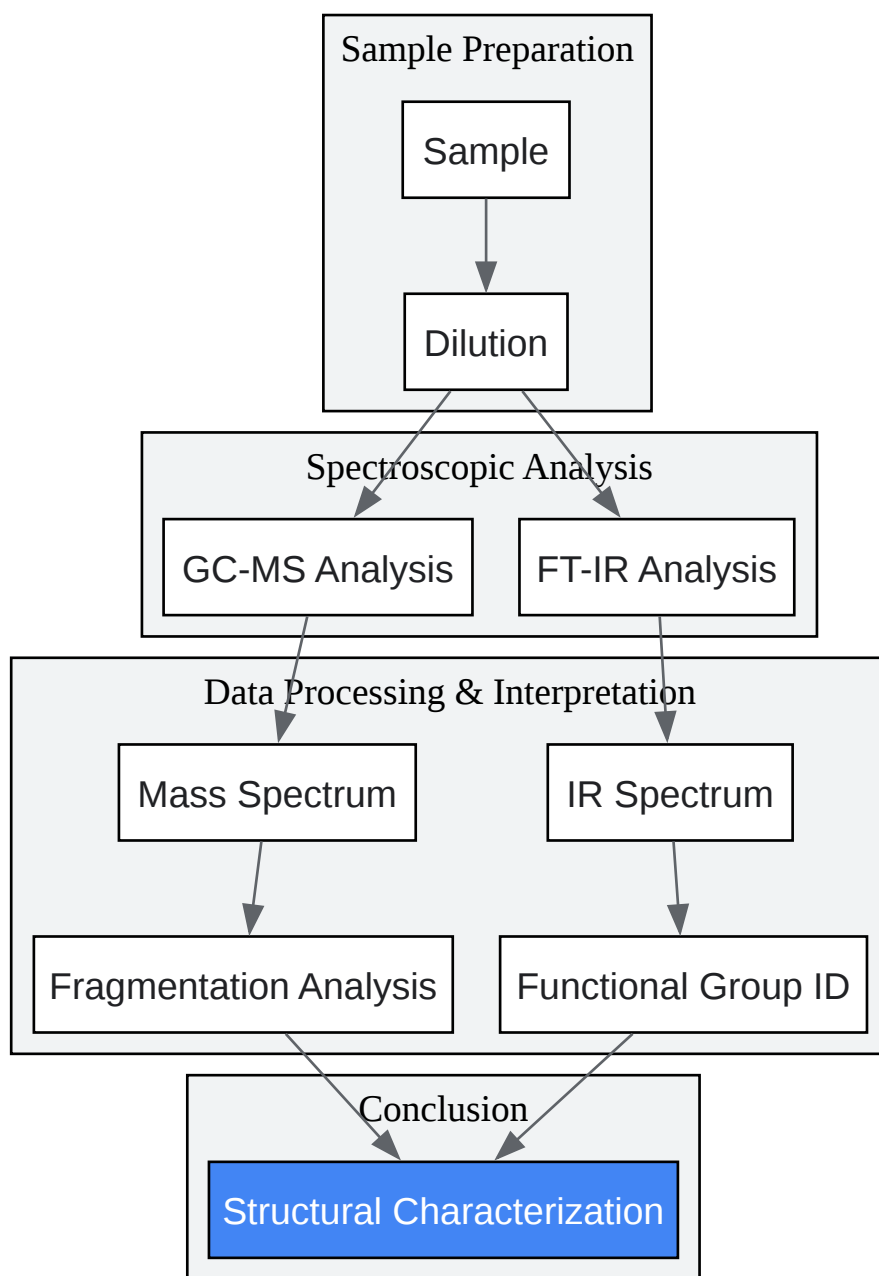 Sample Preparation
Sample
Dilution
Spectroscopic Analysis
GC-MS Analysis
FT-IR Analysis
Data Processing & Interpretation
Mass Spectrum
IR Spectrum
Fragmentation Analysis
Functional Group ID
Conclusion
Structural Characterization